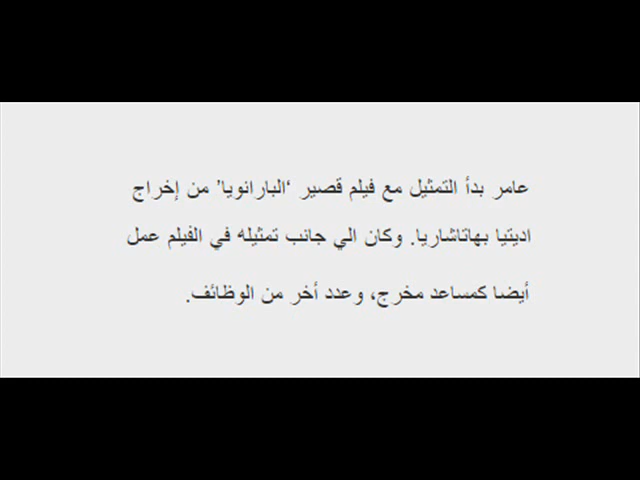 عامر بدأ التمثيل مع فيلم قصير ‘البارانويا’ من إخراج
اديتيا بهاتاشاريا. وكان الي جانب تمثيله في الفيلم عمل
أيضا كمساعد مخرج، وعدد أخر من الوظائف.